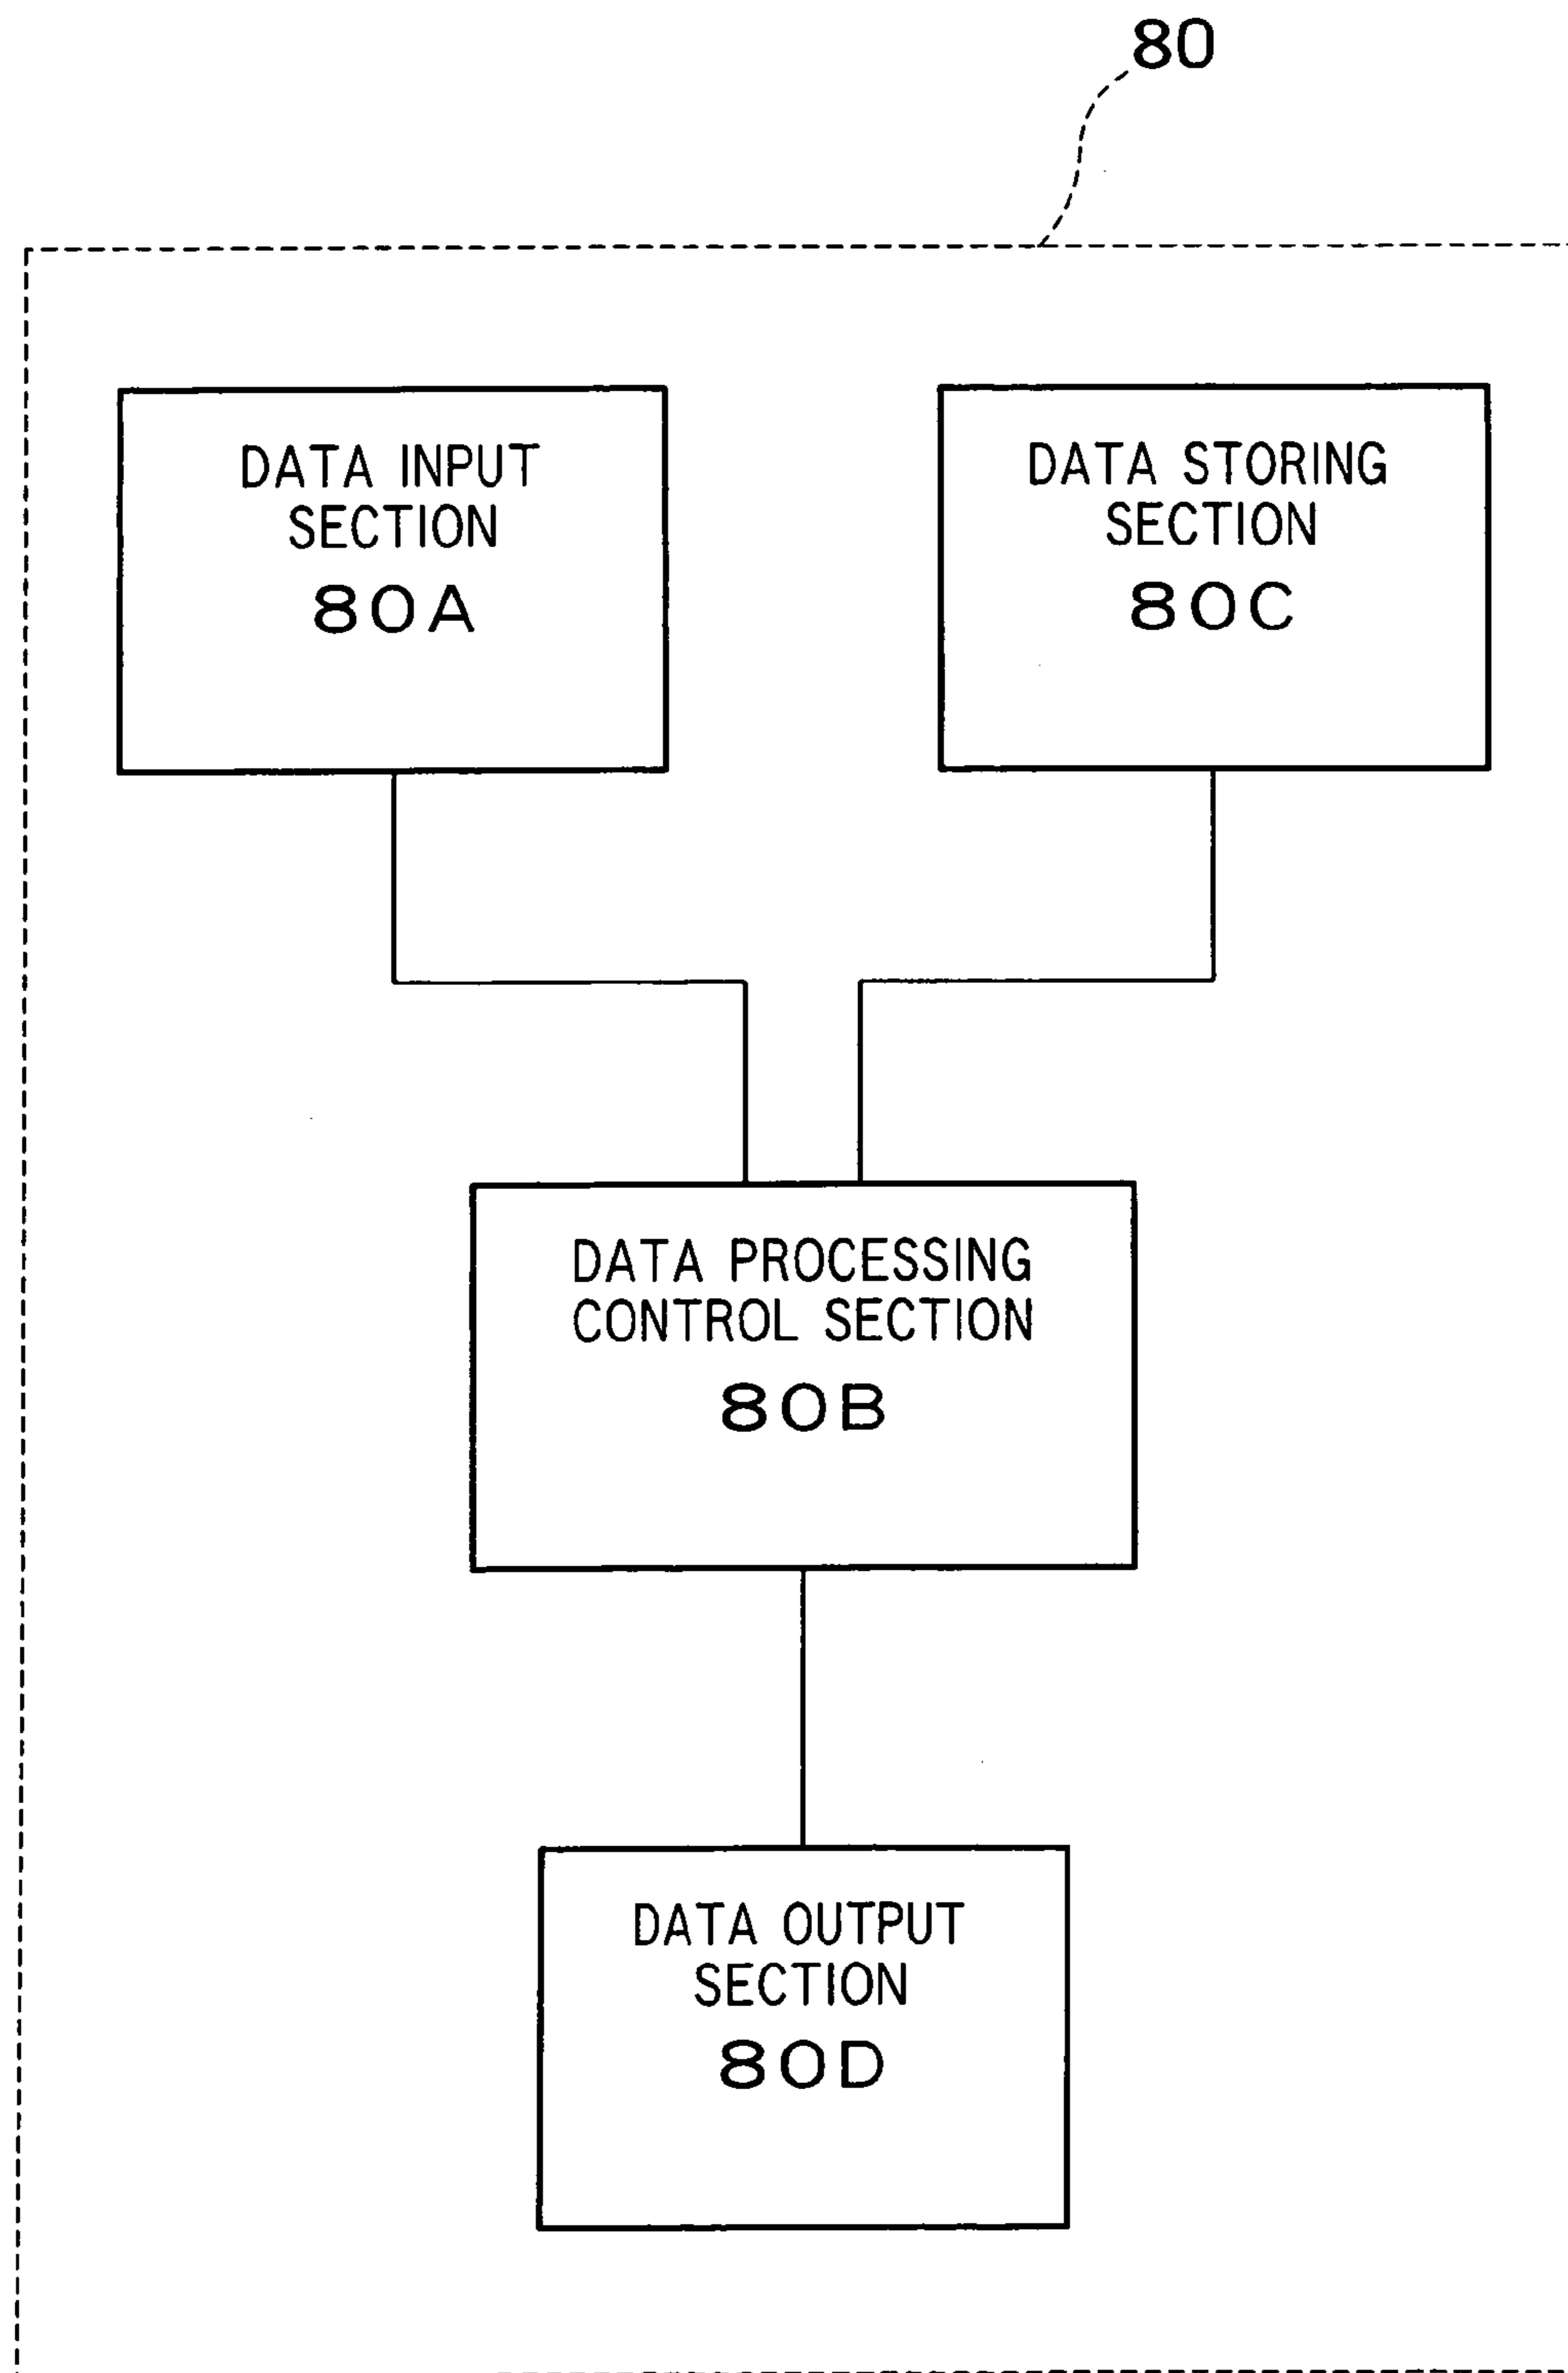 80
DATA INPUT
SECTION
80A
DATA STORING
SECTION
80C
DATA PROCESSING
CONTROL SECTION
80B
DATA OUTPUT
SECTION
80D